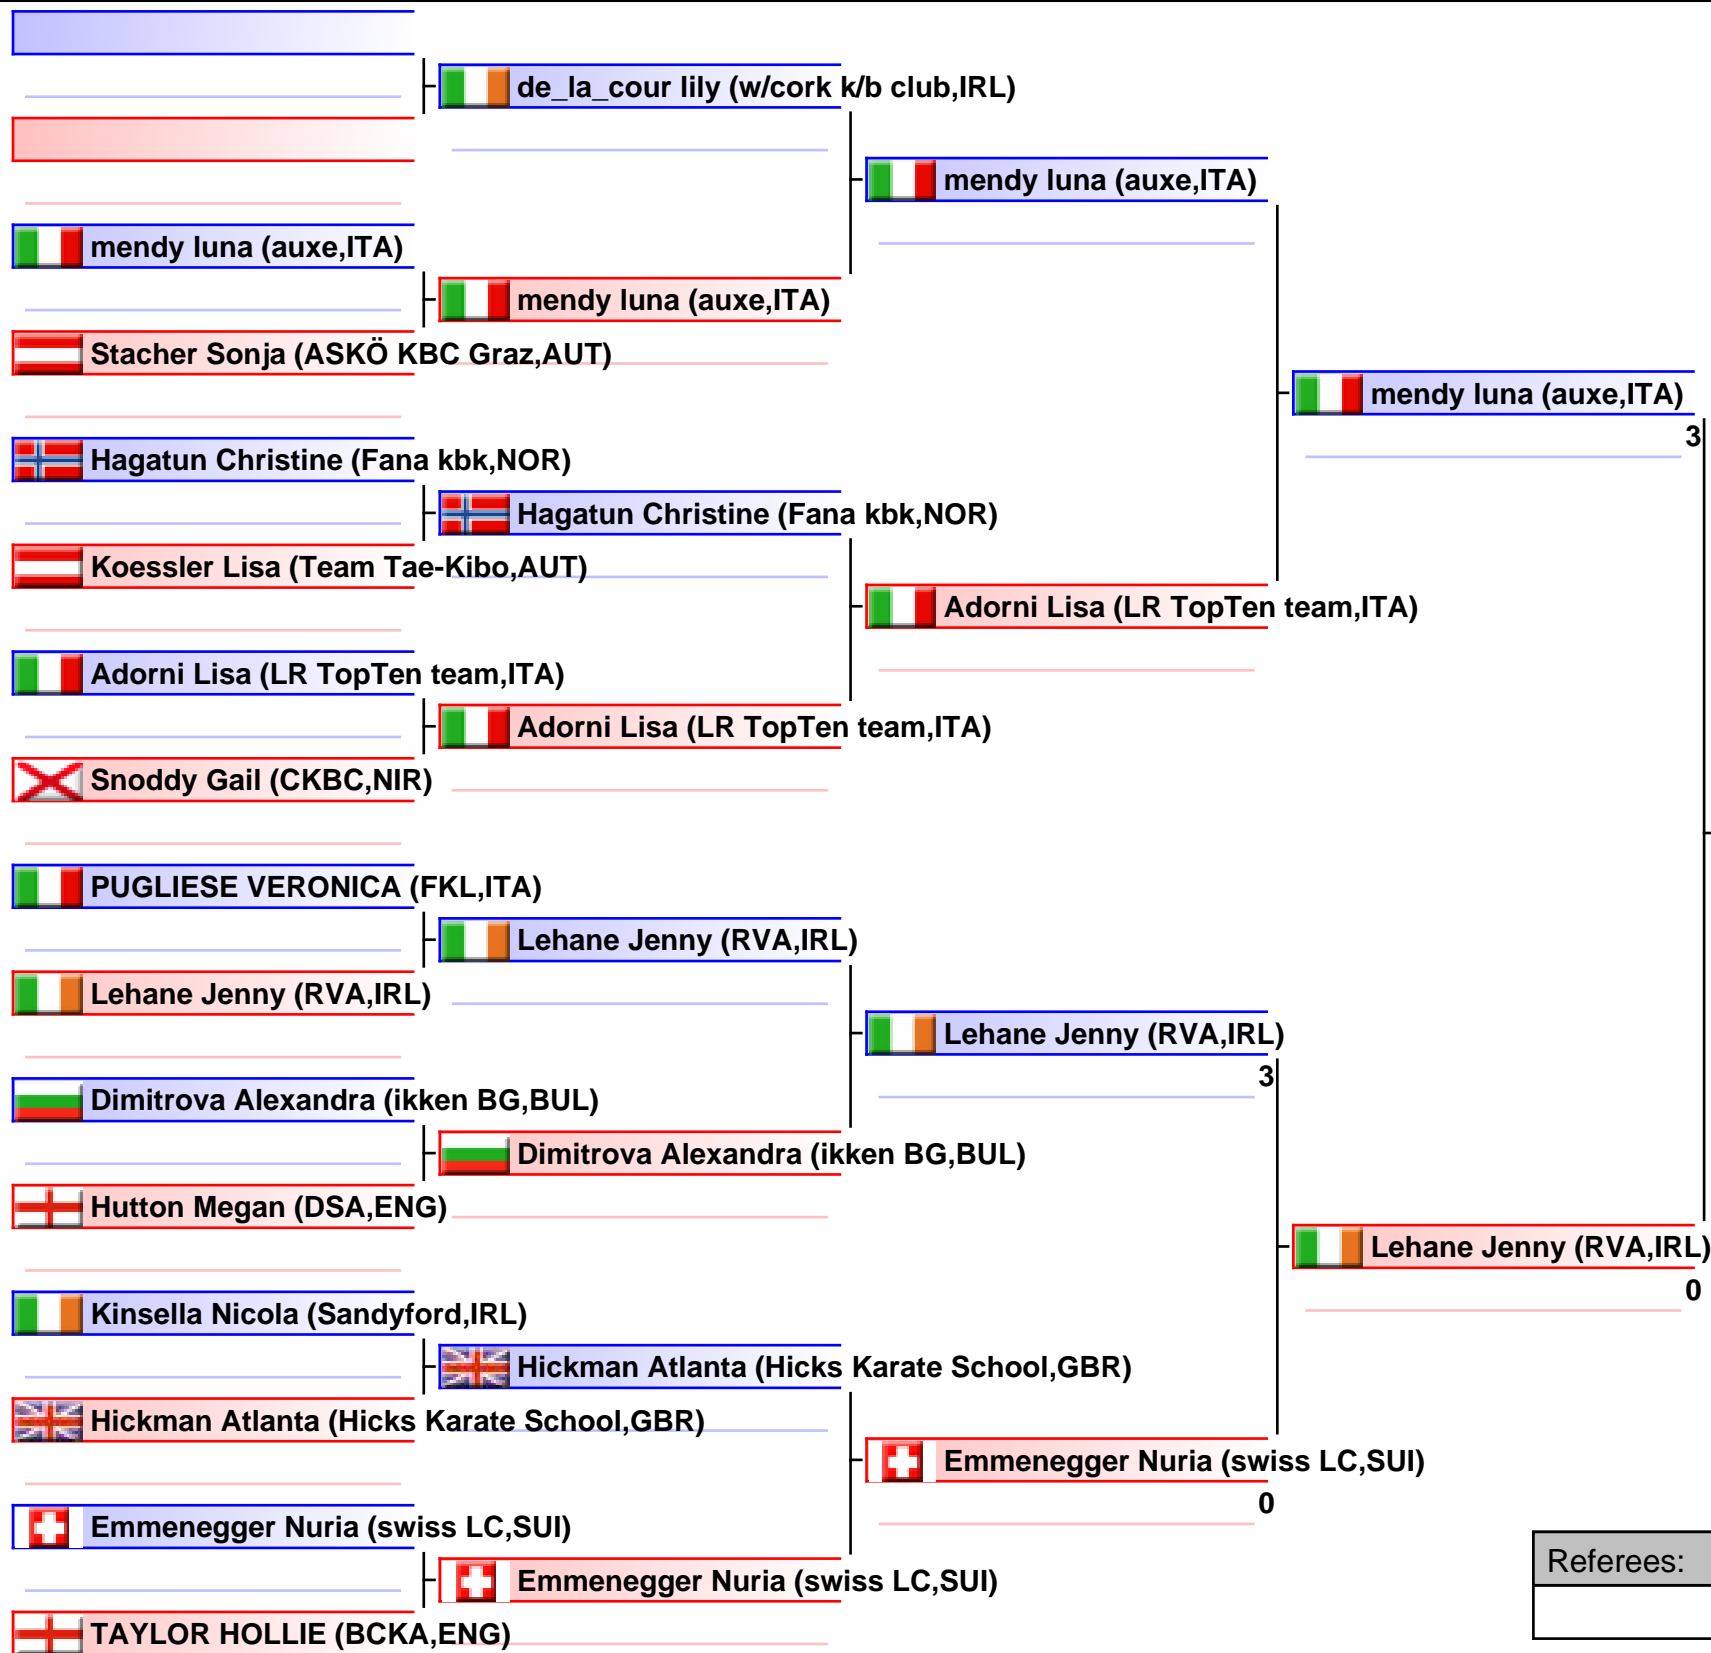 de_la_cour lily (w/cork k/b club,IRL)
mendy luna (auxe,ITA)
mendy luna (auxe,ITA)
mendy luna (auxe,ITA)
Stacher Sonja (ASKÖ KBC Graz,AUT)
mendy luna (auxe,ITA)
3
Hagatun Christine (Fana kbk,NOR)
Hagatun Christine (Fana kbk,NOR)
Koessler Lisa (Team Tae-Kibo,AUT)
Adorni Lisa (LR TopTen team,ITA)
Adorni Lisa (LR TopTen team,ITA)
Adorni Lisa (LR TopTen team,ITA)
Snoddy Gail (CKBC,NIR)
PUGLIESE VERONICA (FKL,ITA)
Lehane Jenny (RVA,IRL)
Lehane Jenny (RVA,IRL)
Lehane Jenny (RVA,IRL)
3
Dimitrova Alexandra (ikken BG,BUL)
Dimitrova Alexandra (ikken BG,BUL)
Hutton Megan (DSA,ENG)
Lehane Jenny (RVA,IRL)
0
Kinsella Nicola (Sandyford,IRL)
Hickman Atlanta (Hicks Karate School,GBR)
Hickman Atlanta (Hicks Karate School,GBR)
Emmenegger Nuria (swiss LC,SUI)
0
Emmenegger Nuria (swiss LC,SUI)
Referees:
Emmenegger Nuria (swiss LC,SUI)
TAYLOR HOLLIE (BCKA,ENG)